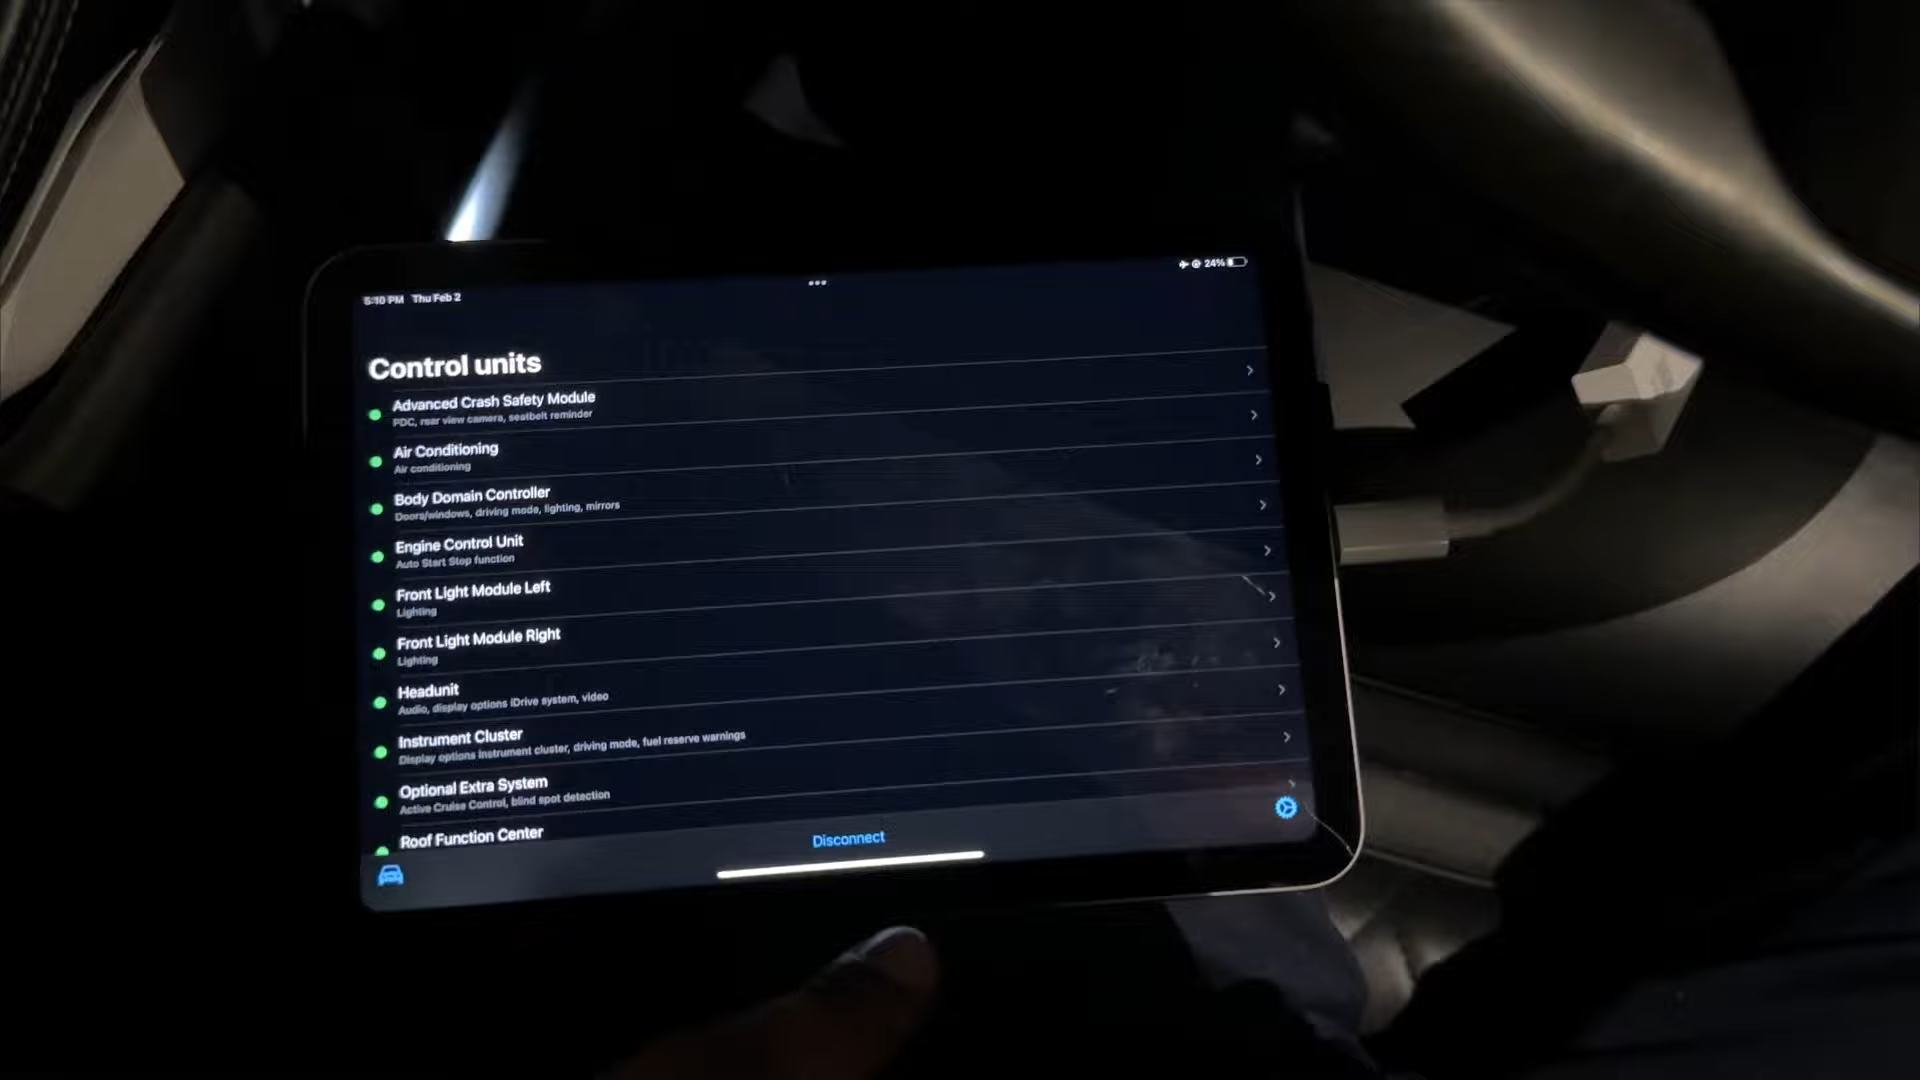 5:10 PM Thu Feb 2
24%
Control units
Advanced Crash Safety Module
PDC, rear view camera, seatbelt reminder
Air Conditioning
Air conditioning
Body Domain Controller
Doors/windows, driving mode, lighting, mirrors
Engine Control Unit
Auto Start Stop function
Front Light Module Left
Lighting
Front Light Module Right
Lighting
Headunit
Audio, display options iDrive system, video
Instrument Cluster
Display options instrument cluster, driving mode, fuel reserve warnings
Optional Extra System
Active Cruise Control, blind spot detection
Roof Function Center
Disconnect